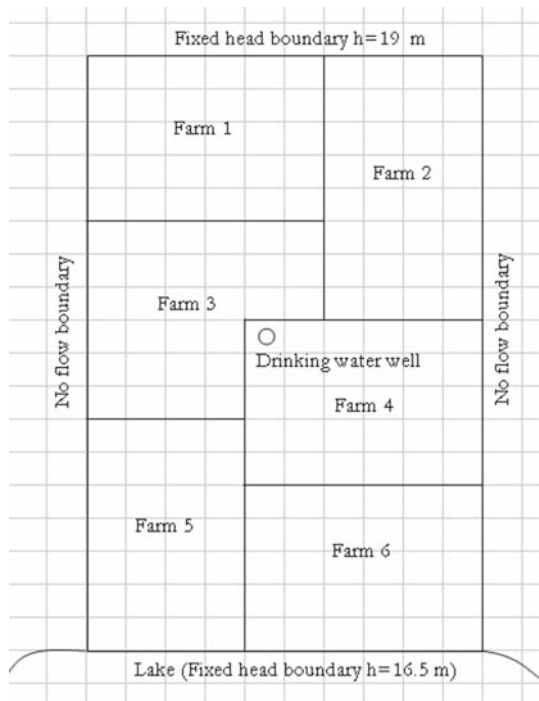 Fixed head boundary h=19 m
Farm 1
Farm 2
No flow boundary
Farm 3
No flow boundary
Drinking water well
Farm 4
Farm 5
Farm 6
Lake (Fixed head boundary h=16.5 m)